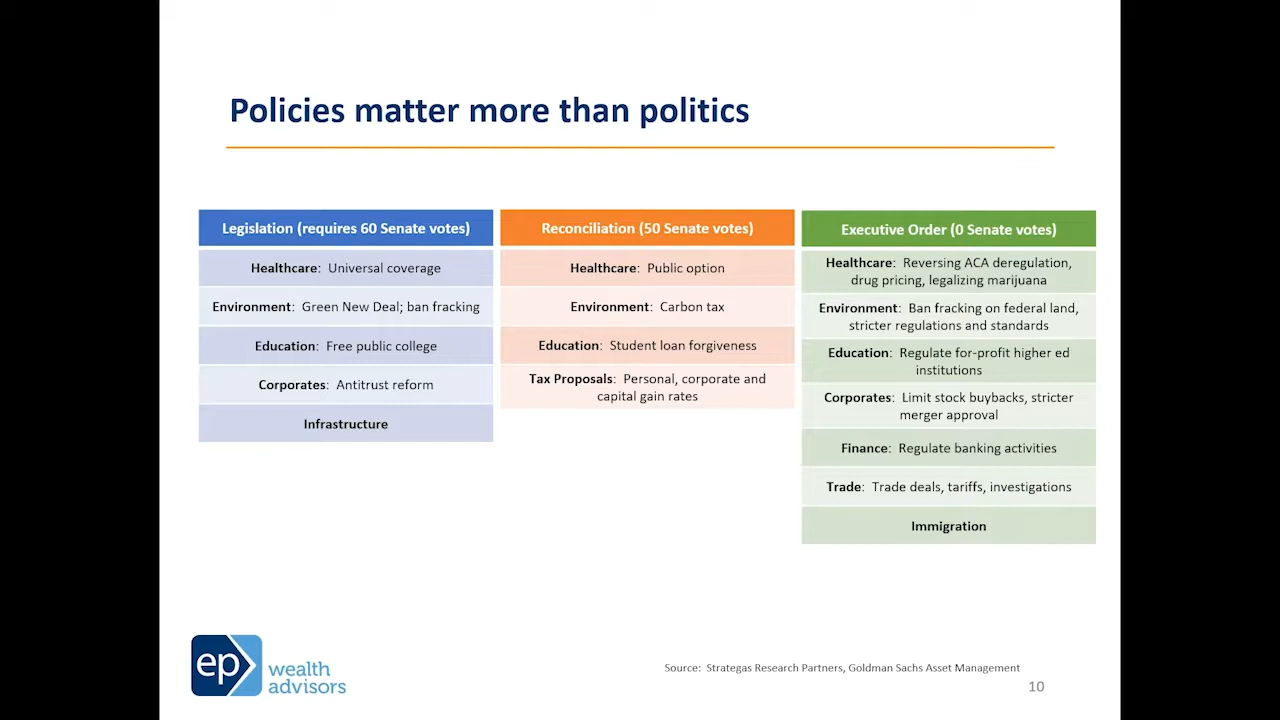 Policies matter more than politics
Legislation (requires 60 Senate votes)
Healthcare: Universal coverage
Environment: Green New Deal; ban fracking
Education: Free public college
Corporates: Antitrust reform
Infrastructure
Reconciliation (50 Senate votes)
Healthcare: Public option
Environment: Carbon tax
Education: Student loan forgiveness
Tax Proposals: Personal, corporate and
capital gain rates
Executive Order (0 Senate votes)
Healthcare: Reversing ACA deregulation,
drug pricing, legalizing marijuana
Environment: Ban fracking on federal land,
stricter regulations and standards
Education: Regulate for-profit higher ed
institutions
Corporates: Limit stock buybacks, stricter
merger approval
Finance: Regulate banking activities
Trade: Trade deals, tariffs, investigations
Immigration
ep
wealth
advisors
Source: Strategas Research Partners, Goldman Sachs Asset Management
10